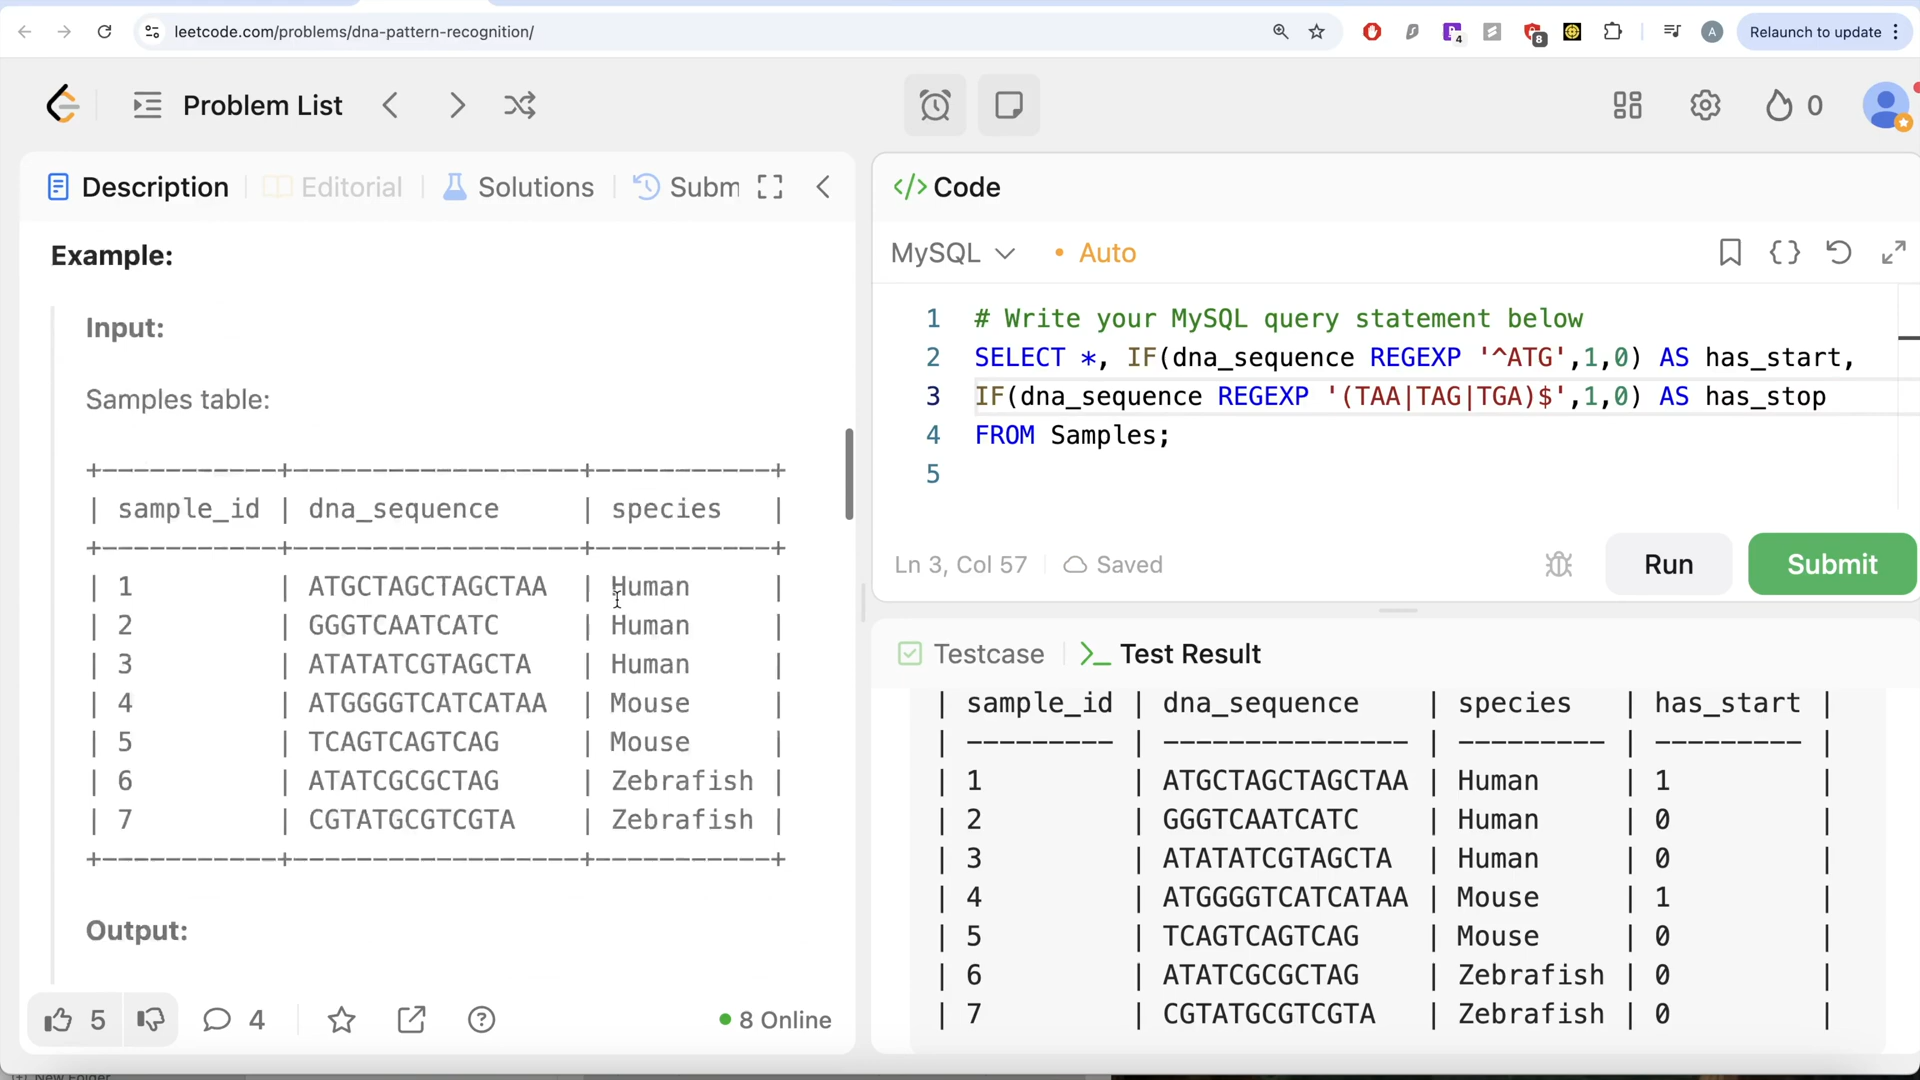 leetcode.com/problems/dna-pattern-recognition/
4
8
A
Relaunch to update
Problem List
0
Description
Editorial
Solutions
Subm
Example:
Input:
Samples table:
+-----------+------------------+-----------+
| sample_id | dna_sequence | species |
+-----------+------------------+-----------+
| 1 | ATGCTAGCTAGCTAA | Human |
| 2 | GGGTCAATCATC | Human |
| 3 | ATATATCGTAGCTA | Human |
| 4 | ATGGGGTCATCATAA | Mouse |
| 5 | TCAGTCAGTCAG | Mouse |
| 6 | ATATCGCGCTAG | Zebrafish |
| 7 | CGTATGCGTCGTA | Zebrafish |
+-----------+------------------+-----------+
Output:
5
4
8 Online
</> Code
MySQL
Auto
1 # Write your MySQL query statement below
2 SELECT *, IF(dna_sequence REGEXP '^ATG',1,0) AS has_start,
3 IF(dna_sequence REGEXP '(TAA|TAG|TGA)$',1,0) AS has_stop
4 FROM Samples;
5
Ln 3, Col 57
Saved
Run
Submit
Testcase
>_ Test Result
| sample_id | dna_sequence | species | has_start |
| --------- | --------------- | --------- | --------- |
| 1 | ATGCTAGCTAGCTAA | Human | 1 |
| 2 | GGGTCAATCATC | Human | 0 |
| 3 | ATATATCGTAGCTA | Human | 0 |
| 4 | ATGGGGTCATCATAA | Mouse | 1 |
| 5 | TCAGTCAGTCAG | Mouse | 0 |
| 6 | ATATCGCGCTAG | Zebrafish | 0 |
| 7 | CGTATGCGTCGTA | Zebrafish | 0 |